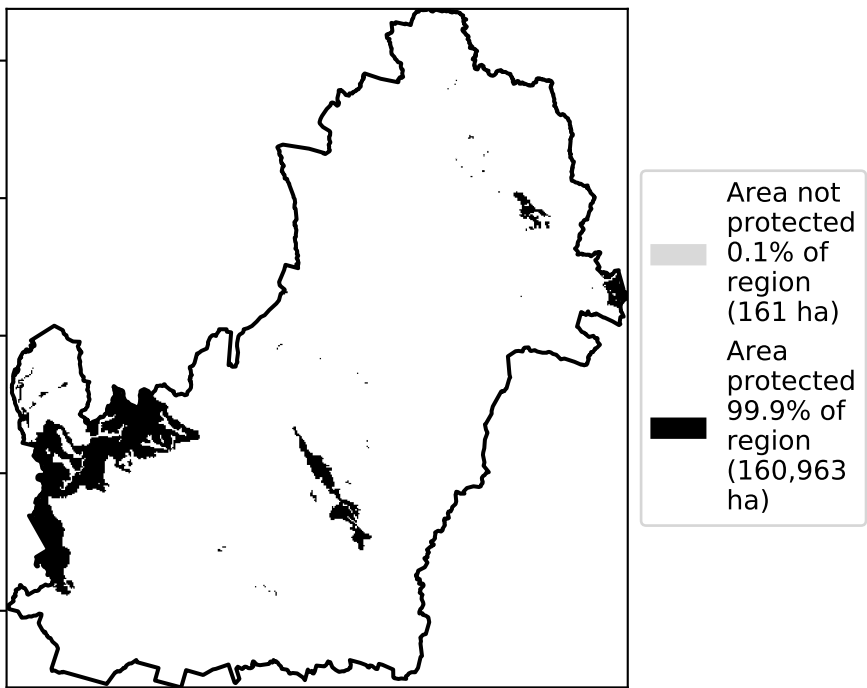 Area not
protected
0.1% of
region
(161 ha)
Area
protected
99.9% of
region
(160,963
ha)